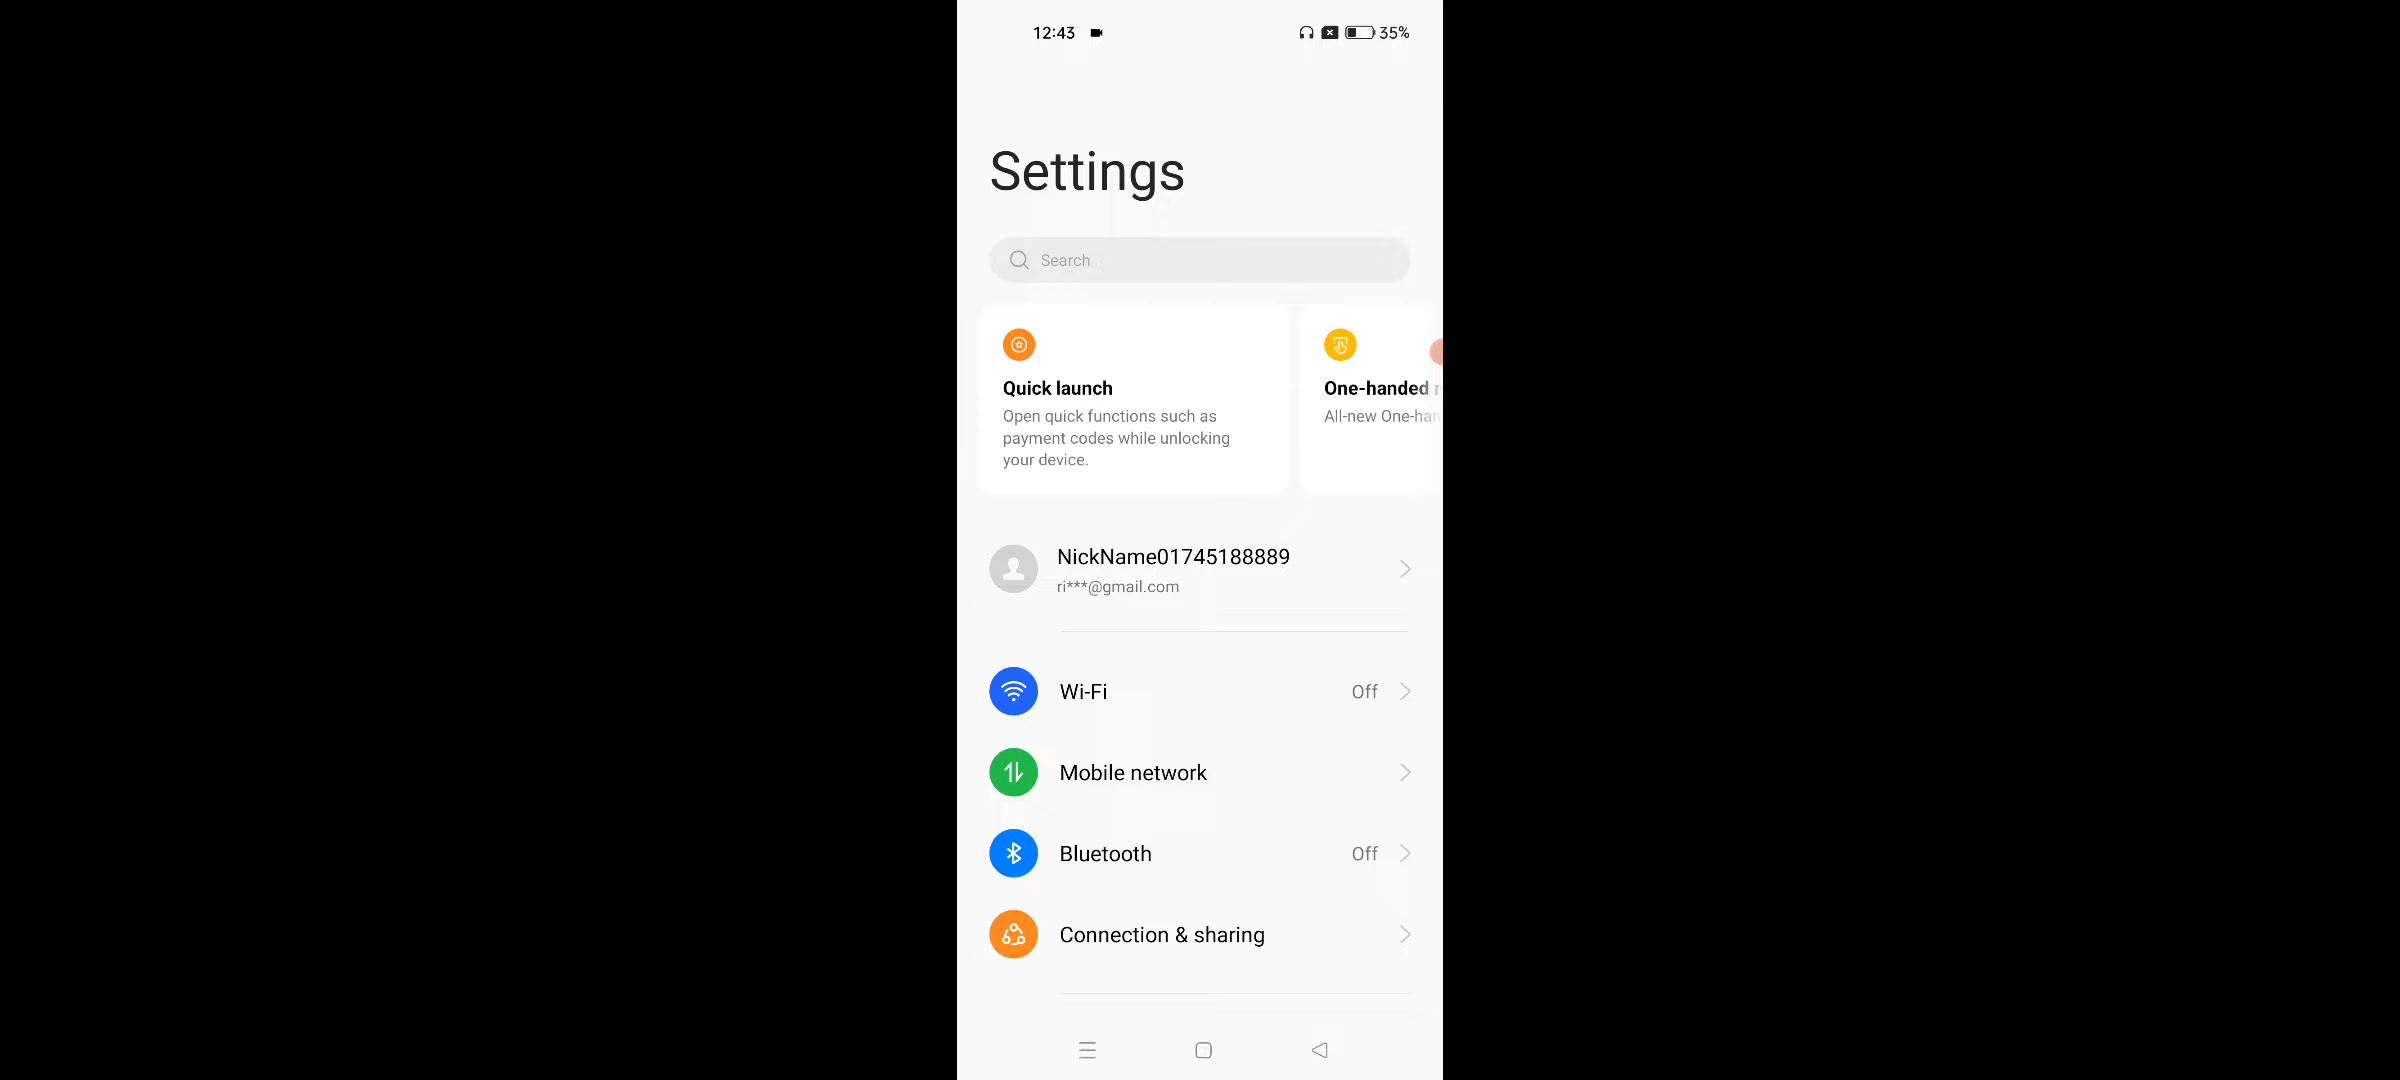 12:43
35%
Settings
Search
Quick launch
Open quick functions such as
payment codes while unlocking
your device.
One-handed
All-new One-han
NickName01745188889
ri***@gmail.com
Wi-Fi
Off
Mobile network
Bluetooth
Off
Connection & sharing